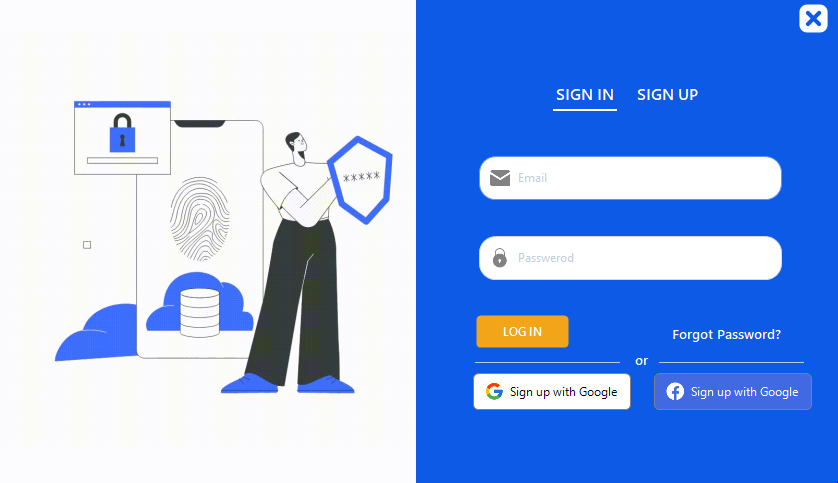 SIGN IN SIGN UP
*****
Email
Passwerod
LOG IN
Forgot Password?
or
Sign up with Google
Sign up with Google